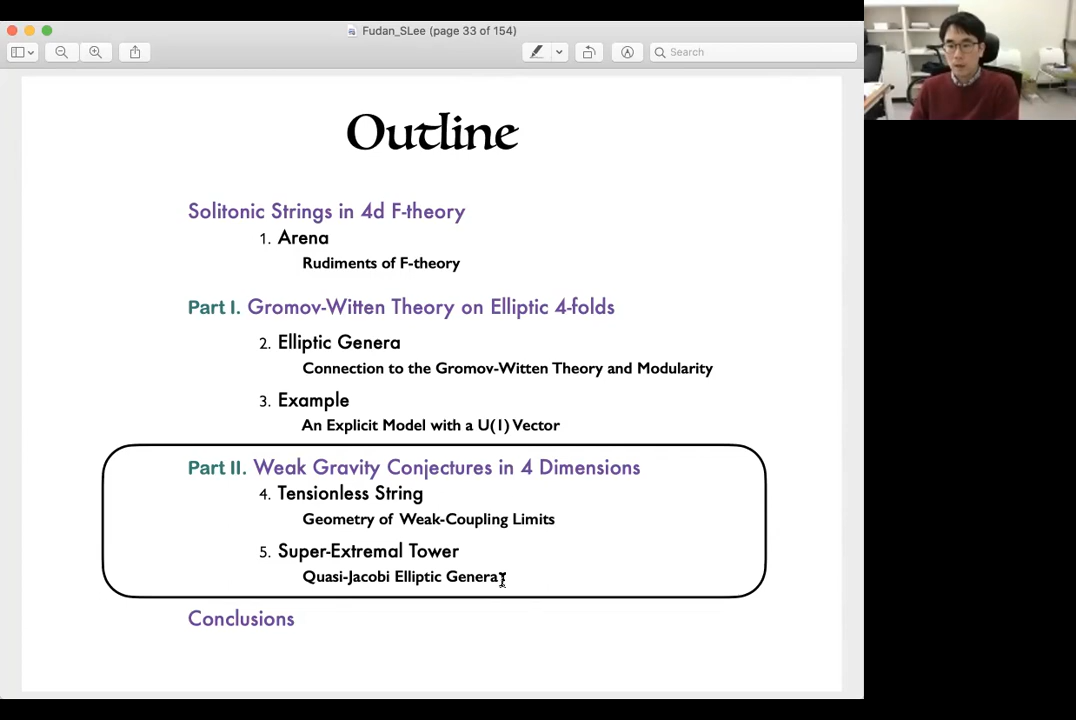 Fudan_SLee (page 33 of 154)
Search
Outline
Solitonic Strings in 4d F-theory
1. Arena
Rudiments of F-theory
Part I. Gromov-Witten Theory on Elliptic 4-folds
2. Elliptic Genera
Connection to the Gromov-Witten Theory and Modularity
3. Example
An Explicit Model with a U(1) Vector
Part II. Weak Gravity Conjectures in 4 Dimensions
4. Tensionless String
Geometry of Weak-Coupling Limits
5. Super-Extremal Tower
Quasi-Jacobi Elliptic Genera
Conclusions